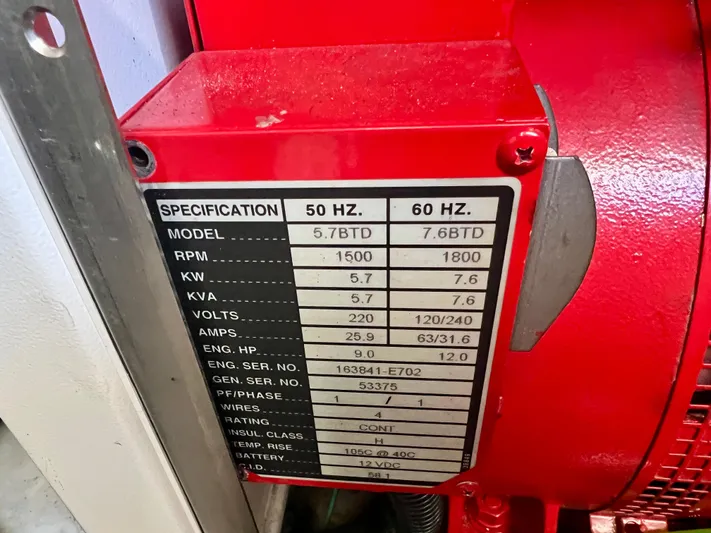 SPECIFICATION 50 HZ. 60 HZ.
MODEL 5.7BTD 7.6BTD
RPM 1500 1800
KW 5.7 7.6
KVA 5.7 7.6
VOLTS 220 120/240
AMPS 25.9 63/31.6
ENG. HP. 9.0 12.0
ENG. SER. NO. 163841-E702
GEN. SER. NO. 53375
PF/PHASE 1 / 1
WIRES 4
RATING CONT
INSUL. CLASS H
TEMP. RISE 105C @ 40C
BATTERY 12 VDC
C.I.D. 56.1